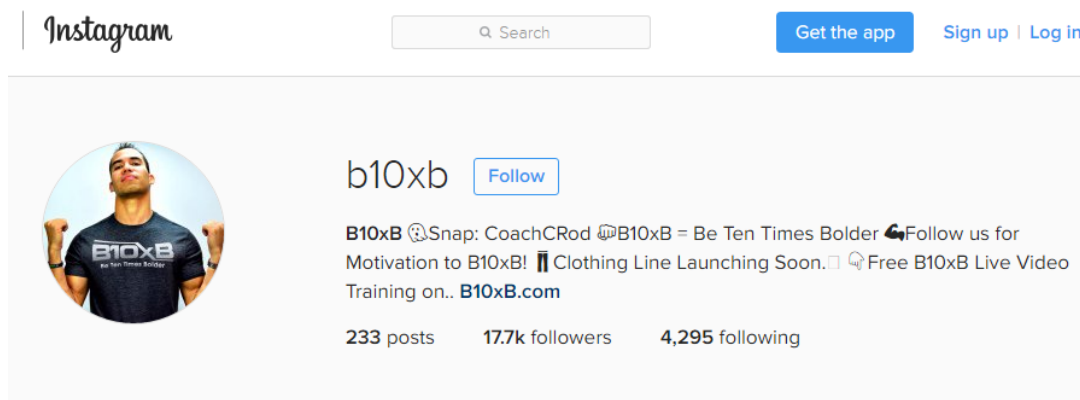 Instagram
Search
Get the app
Sign up | Log in
b10xb
Follow
B10xB Snap: CoachCRod 👊B10xB = Be Ten Times Bolder 💪Follow us for
Motivation to B10xB! 👖Clothing Line Launching Soon. 👇Free B10xB Live Video
Training on.. B10xB.com
233 posts 17.7k followers 4,295 following
B10xB
Be Ten Times Bolder